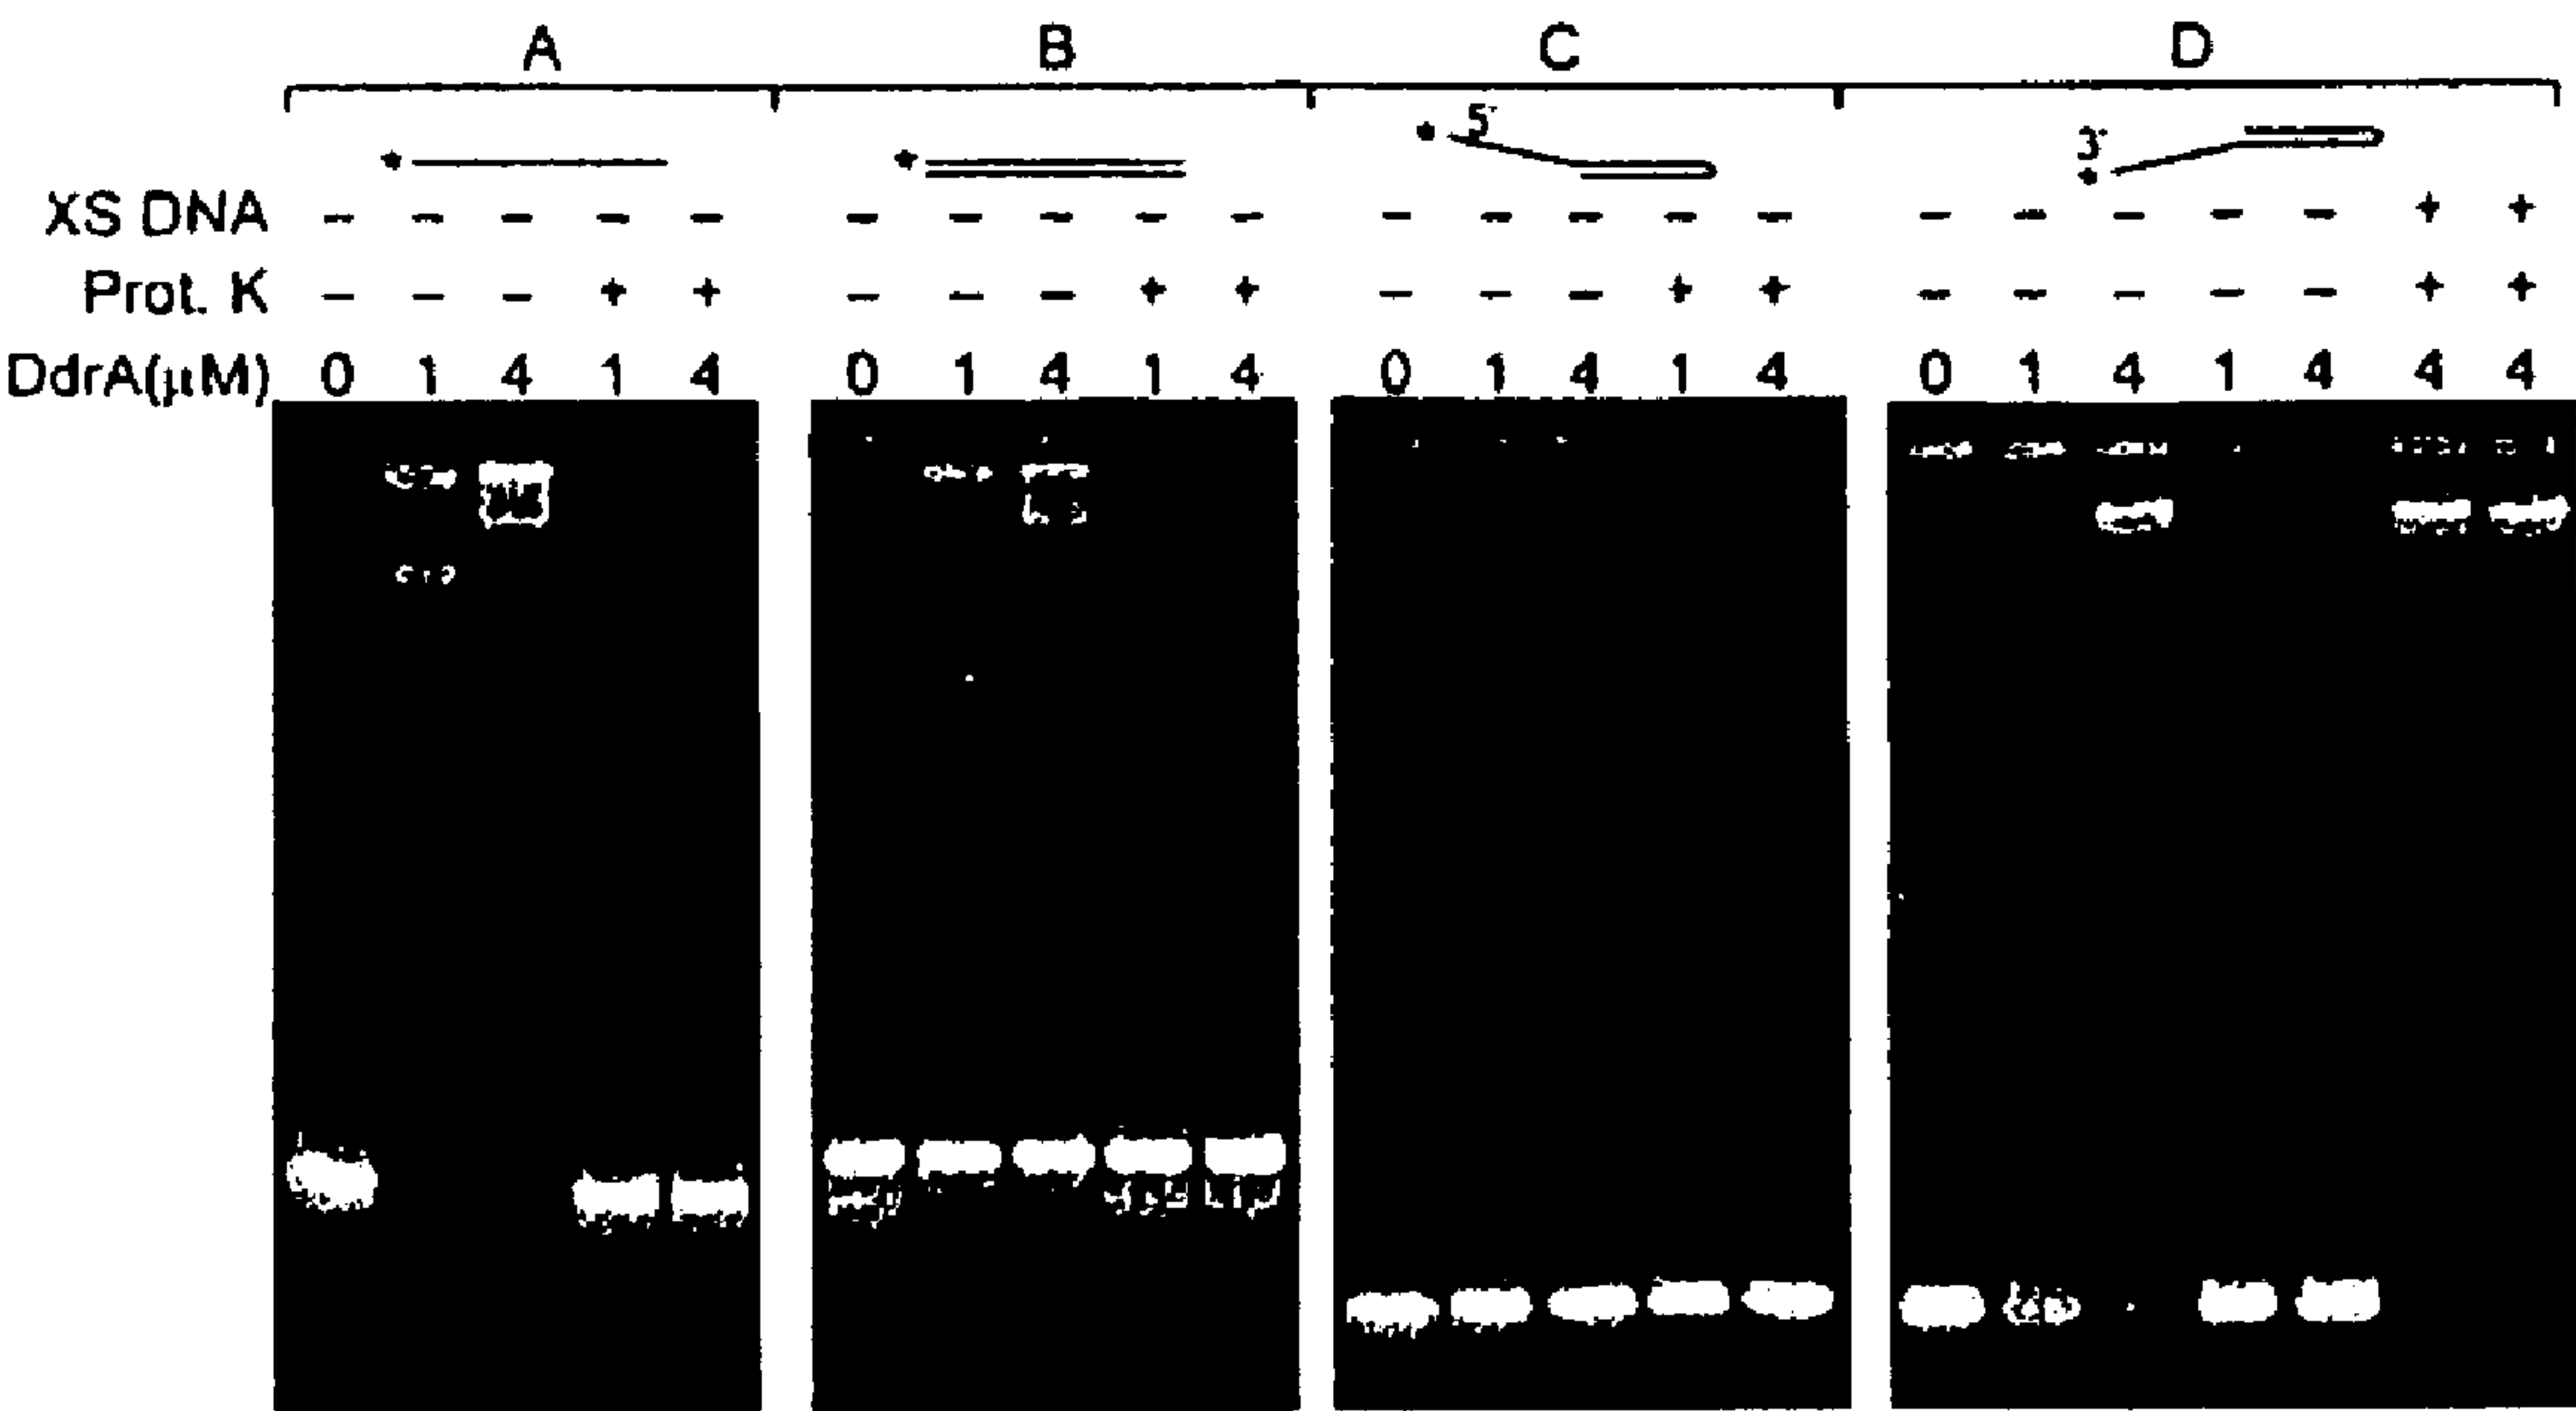 A B C D
5' 3'
XS DNA - - - - - - - - - - - - - - - - - - - - + +
Prot. K - - - + + - - - + + - - - + + - - - - - + +
DdrA(μM) 0 1 4 1 4 0 1 4 1 4 0 1 4 1 4 0 1 4 1 4 4 4